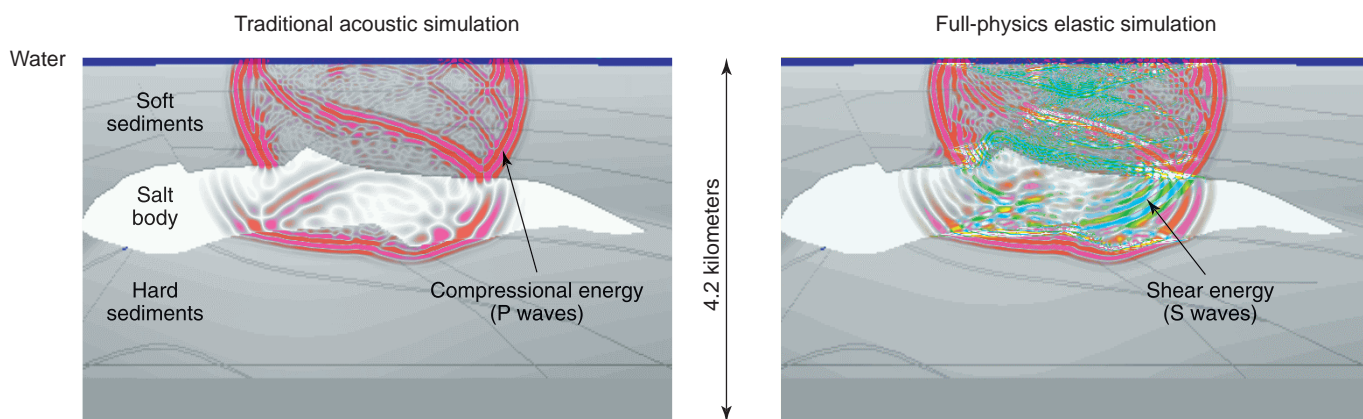 Traditional acoustic simulation
Full-physics elastic simulation
Water
Soft
sediments
Salt
body
Hard
sediments
Compressional energy
(P waves)
4.2 kilometers
Shear energy
(S waves)